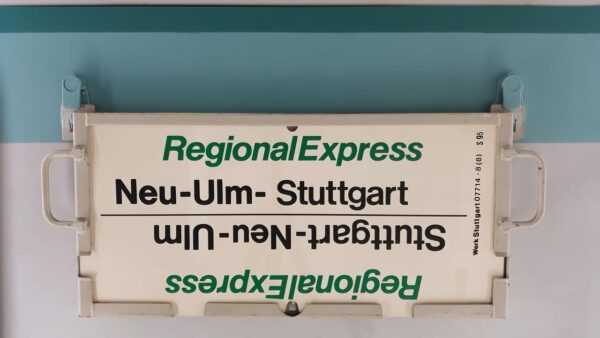 RegionalExpress
Neu-Ulm- Stuttgart
Stuttgart-Neu-Ulm
RegionalExpress
Werk Stuttgart 07714 - 8 (8) S 95